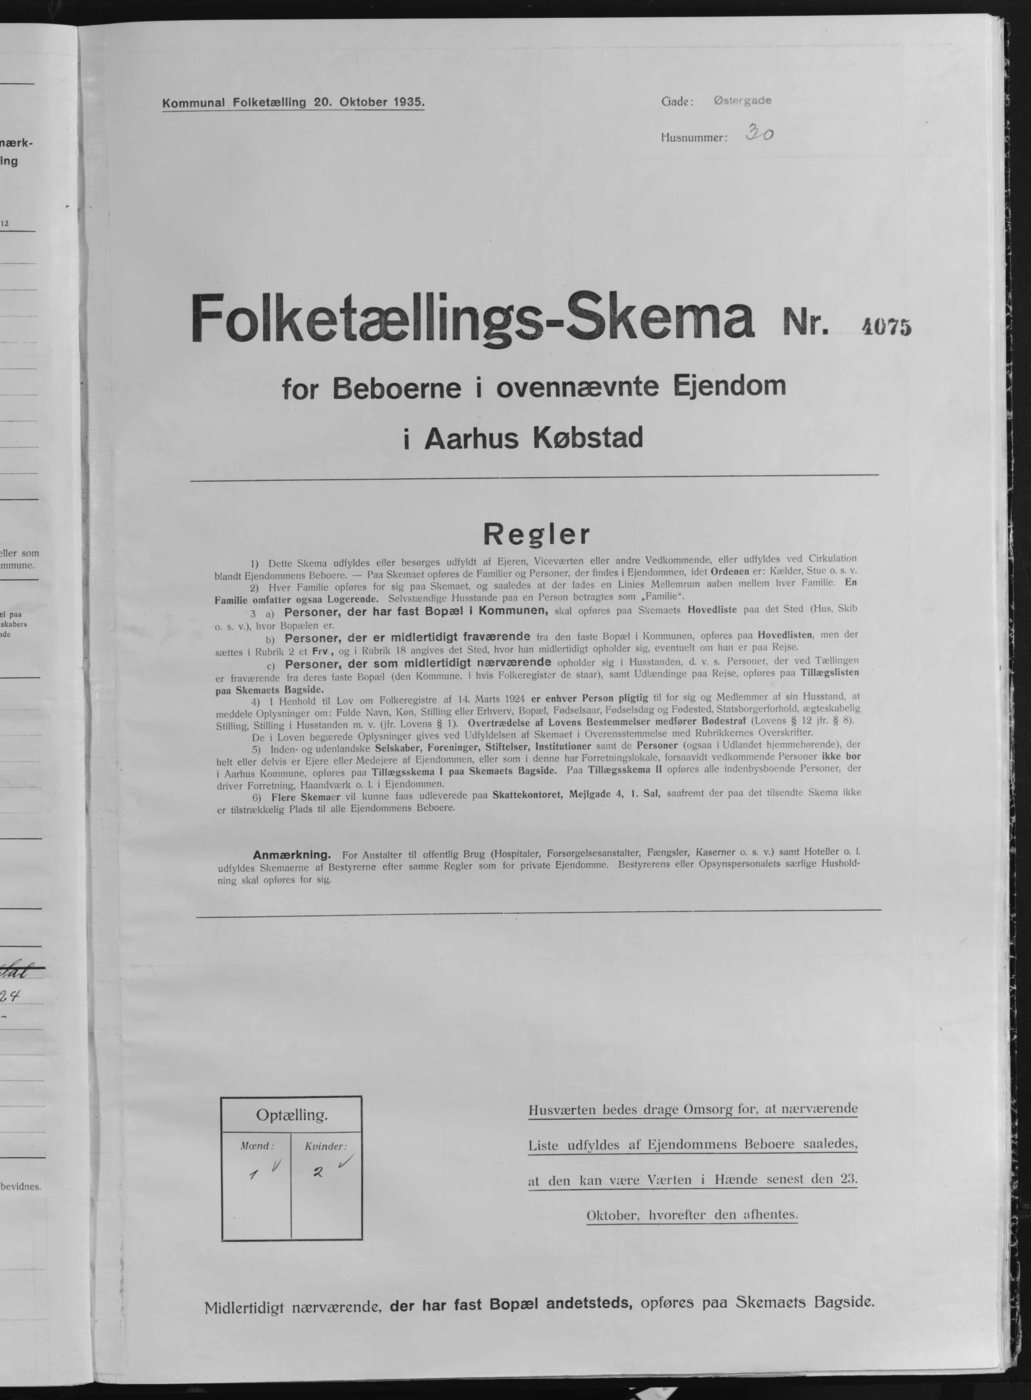 Kommunal Folketælling 20. Oktober 1935.
Gade: Østergade
Husnummer: 30
Folketællings-Skema Nr. 4075
for Beboerne i ovennævnte Ejendom
i Aarhus Købstad
Regler
1) Dette Skema udfyldes eller besørges udfyldt af Ejeren, Viceværten eller andre Vedkommende, eller udfyldes ved Cirkulation
blandt Ejendommens Beboere. — Paa Skemaet opføres de Familier og Personer, der findes i Ejendommen, idet Ordenen er: Kælder, Stue o. s. v.
2) Hver Familie opføres for sig paa Skemaet, og saaledes at der lades en Linies Mellemrum aaben mellem hver Familie. En
Familie omfatter ogsaa Logerende. Selvstændige Husstande paa en Person betragtes som „Familie".
3 a) Personer, der har fast Bopæl i Kommunen, skal opføres paa Skemaets Hovedliste paa det Sted (Hus, Skib
o. s. v.), hvor Bopælen er.
b) Personer, der er midlertidigt fraværende fra den faste Bopæl i Kommunen, opføres paa Hovedlisten, men der
sættes i Rubrik 2 et Frv., og i Rubrik 18 angives det Sted, hvor han midlertidigt opholder sig, eventuelt om han er paa Rejse.
c) Personer, der som midlertidigt nærværende opholder sig i Husstanden, d. v. s. Personer, der ved Tællingen
er fraværende fra deres faste Bopæl (den Kommune, i hvis Folkeregister de staar), samt Udlændinge paa Rejse, opføres paa Tillægslisten
paa Skemaets Bagside.
4) I Henhold til Lov om Folkeregistre af 14. Marts 1924 er enhver Person pligtig til for sig og Medlemmer af sin Husstand, at
meddele Oplysninger om: Fulde Navn, Køn, Stilling eller Erhverv, Bopæl, Fødselsaar, Fødselsdag og Fødested, Statsborgerforhold, ægteskabelig
Stilling, Stilling i Husstanden m. v. (jfr. Lovens § 1). Overtrædelse af Lovens Bestemmelser medfører Bødestraf (Lovens § 12 jfr. § 8).
De i Loven begærede Oplysninger gives ved Udfyldelsen af Skemaet i Overensstemmelse med Rubrikkernes Overskrifter.
5) Inden- og udenlandske Selskaber, Foreninger, Stiftelser, Institutioner samt de Personer (ogsaa i Udlandet hjemmehørende), der
helt eller delvis er Ejere eller Medejere af Ejendommen, eller som i denne har Forretningslokale, forsaavidt vedkommende Personer ikke bor
i Aarhus Kommune, opføres paa Tillægsskema I paa Skemaets Bagside. Paa Tillægsskema II opføres alle indenbysboende Personer, der
driver Forretning, Haandværk o. l. i Ejendommen.
6) Flere Skemaer vil kunne faas udleverede paa Skattekontoret, Mejlgade 4, 1. Sal, saafremt der paa det tilsendte Skema ikke
er tilstrækkelig Plads til alle Ejendommens Beboere.
Anmærkning. For Anstalter til offentlig Brug (Hospitaler, Forsørgelsesanstalter, Fængsler, Kaserner o. s. v.) samt Hoteller o. l.
udfyldes Skemaerne af Bestyrerne efter samme Regler som for private Ejendomme. Bestyrerens eller Opsynspersonalets særlige Hushold-
ning skal opføres for sig.
Optælling.
Mænd: Kvinder:
1 2
Husværten bedes drage Omsorg for, at nærværende
Liste udfyldes af Ejendommens Beboere saaledes,
at den kan være Værten i Hænde senest den 23.
Oktober, hvorefter den afhentes.
Midlertidigt nærværende, der har fast Bopæl andetsteds, opføres paa Skemaets Bagside.